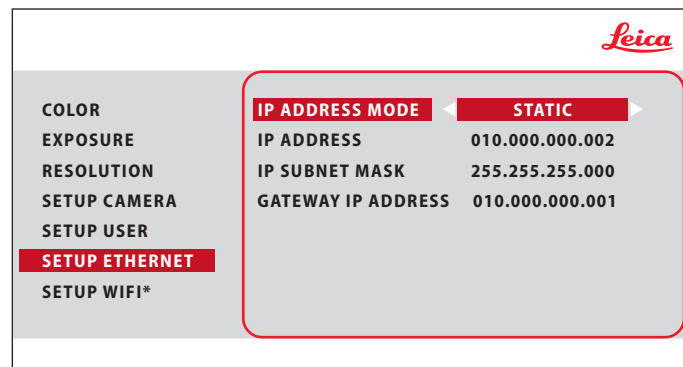 Leica
COLOR
EXPOSURE
RESOLUTION
SETUP CAMERA
SETUP USER
SETUP ETHERNET
SETUP WIFI*
IP ADDRESS MODE STATIC
IP ADDRESS 010.000.000.002
IP SUBNET MASK 255.255.255.000
GATEWAY IP ADDRESS 010.000.000.001